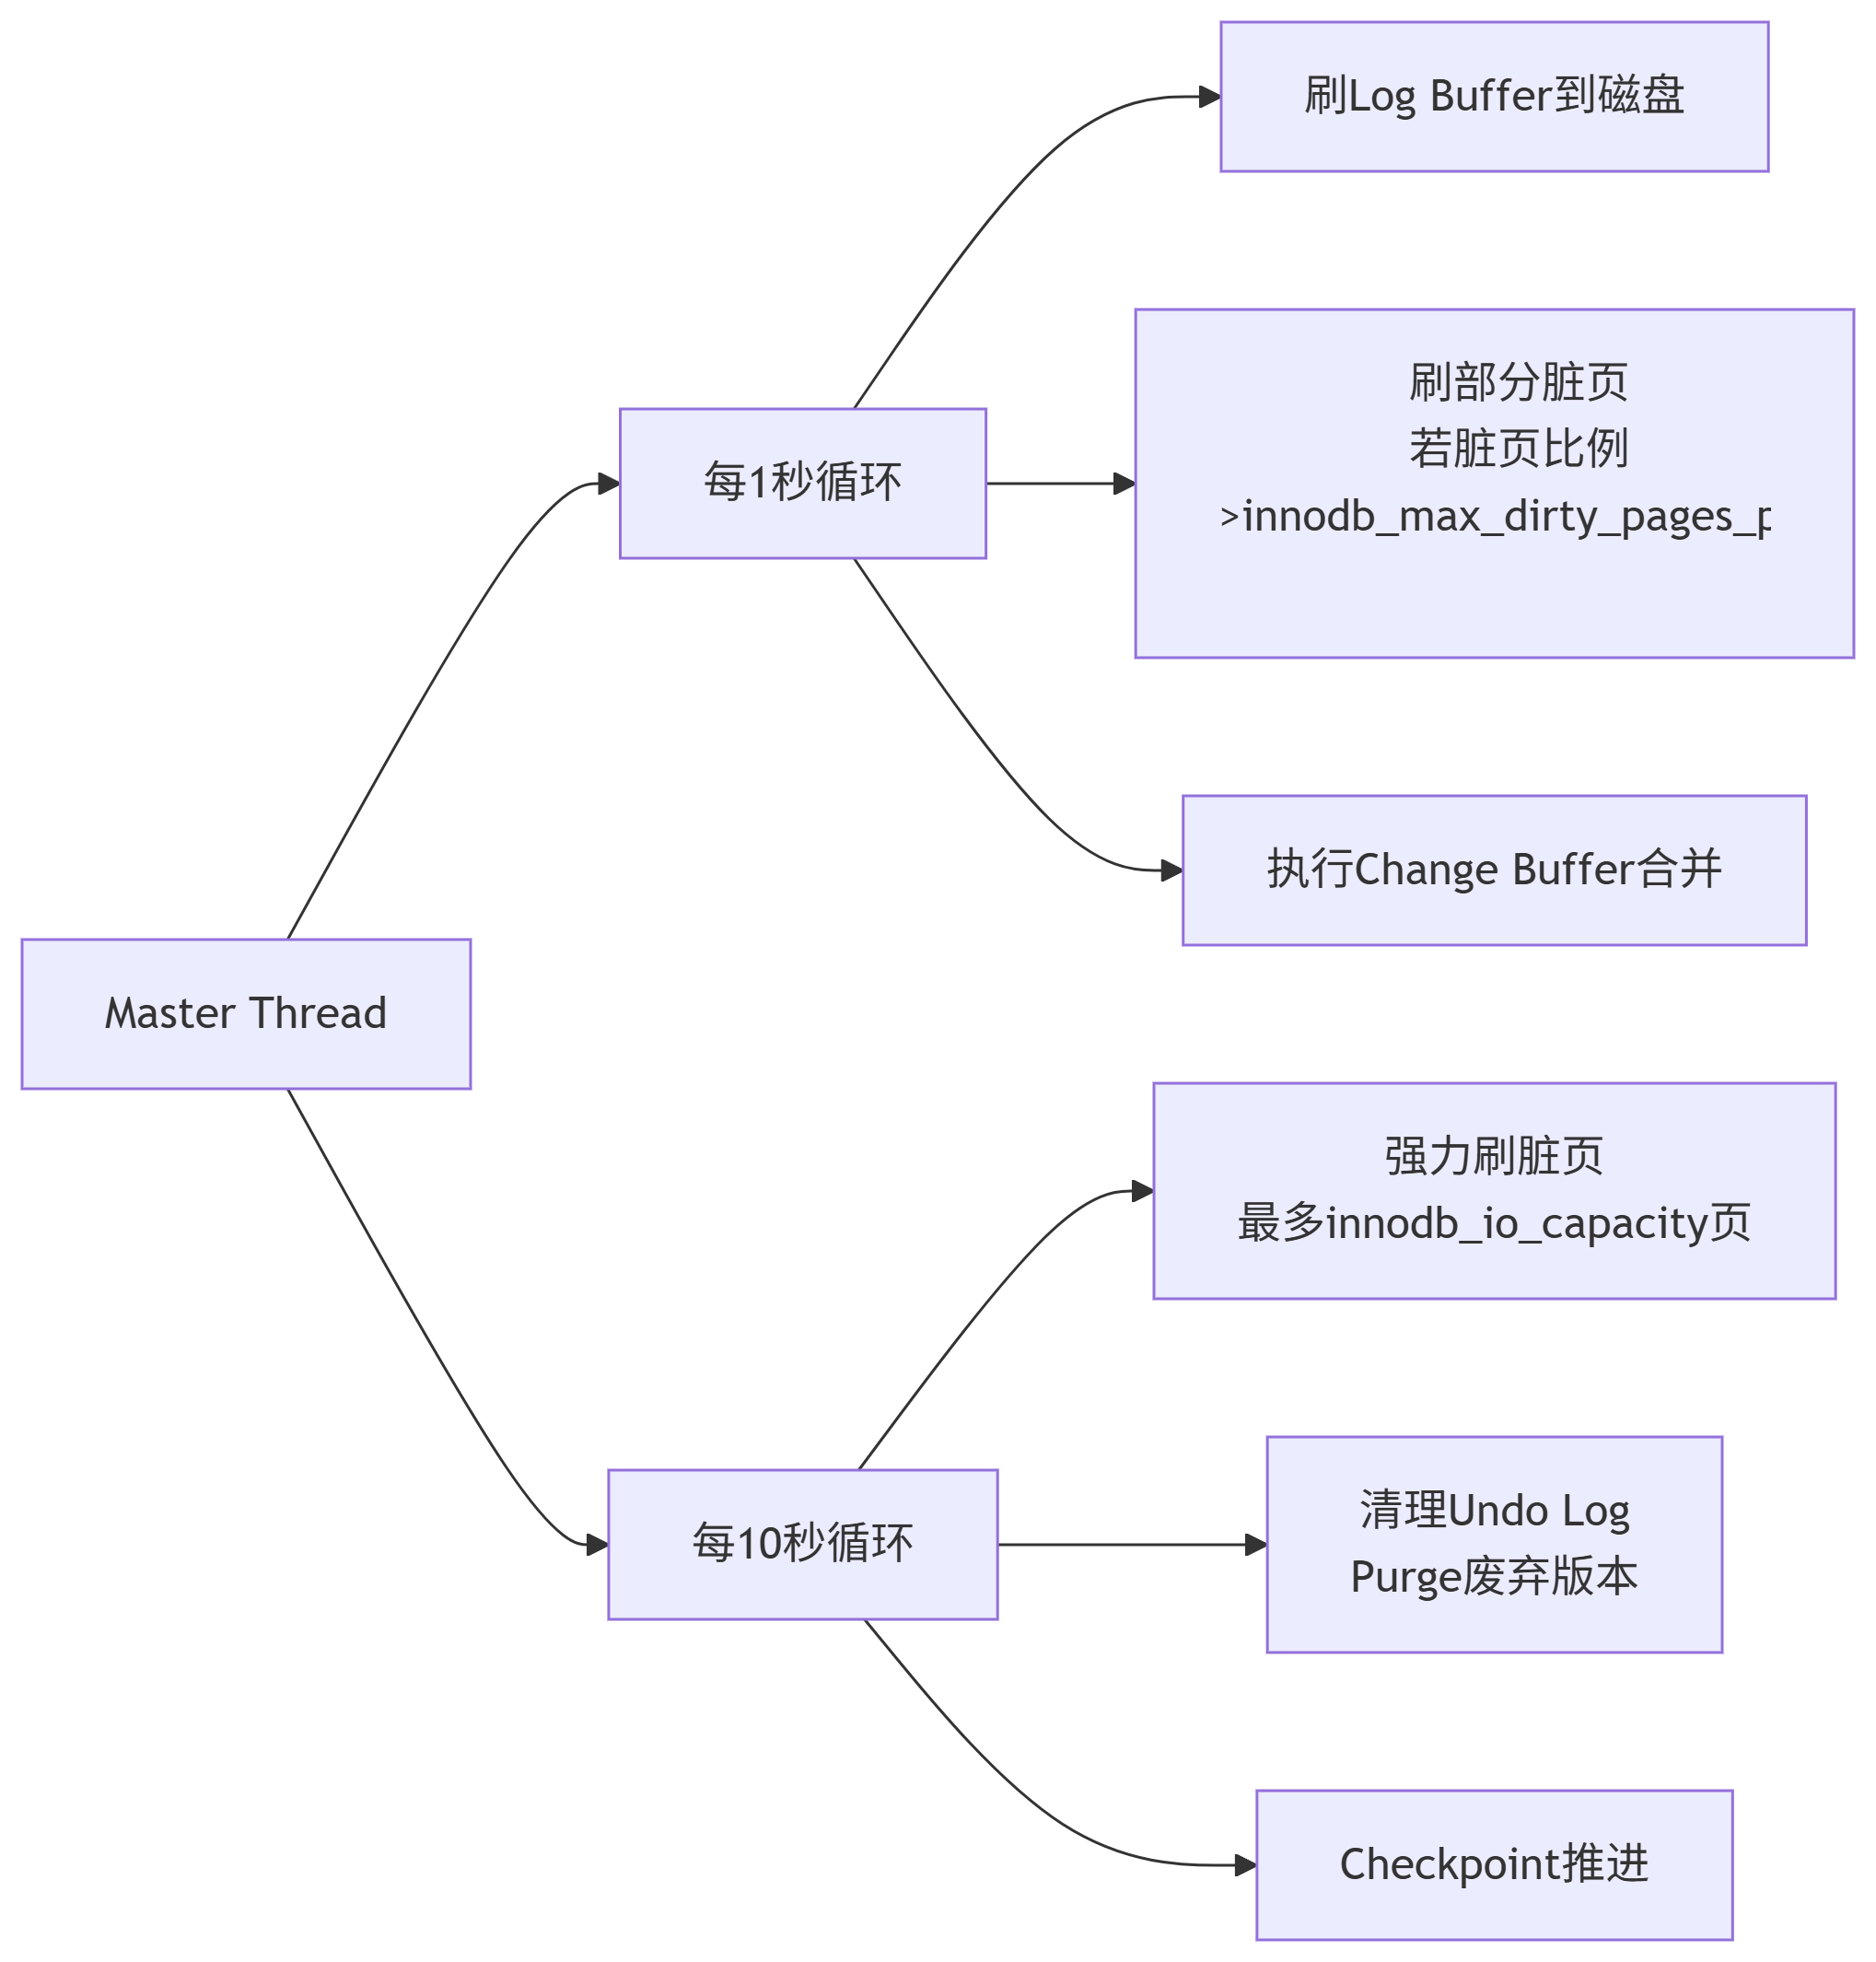 Master Thread
每1秒循环
刷Log Buffer到磁盘
刷部分脏页
若脏页比例
>innodb_max_dirty_pages_p
执行Change Buffer合并
每10秒循环
强力刷脏页
最多innodb_io_capacity页
清理Undo Log
Purge废弃版本
Checkpoint推进